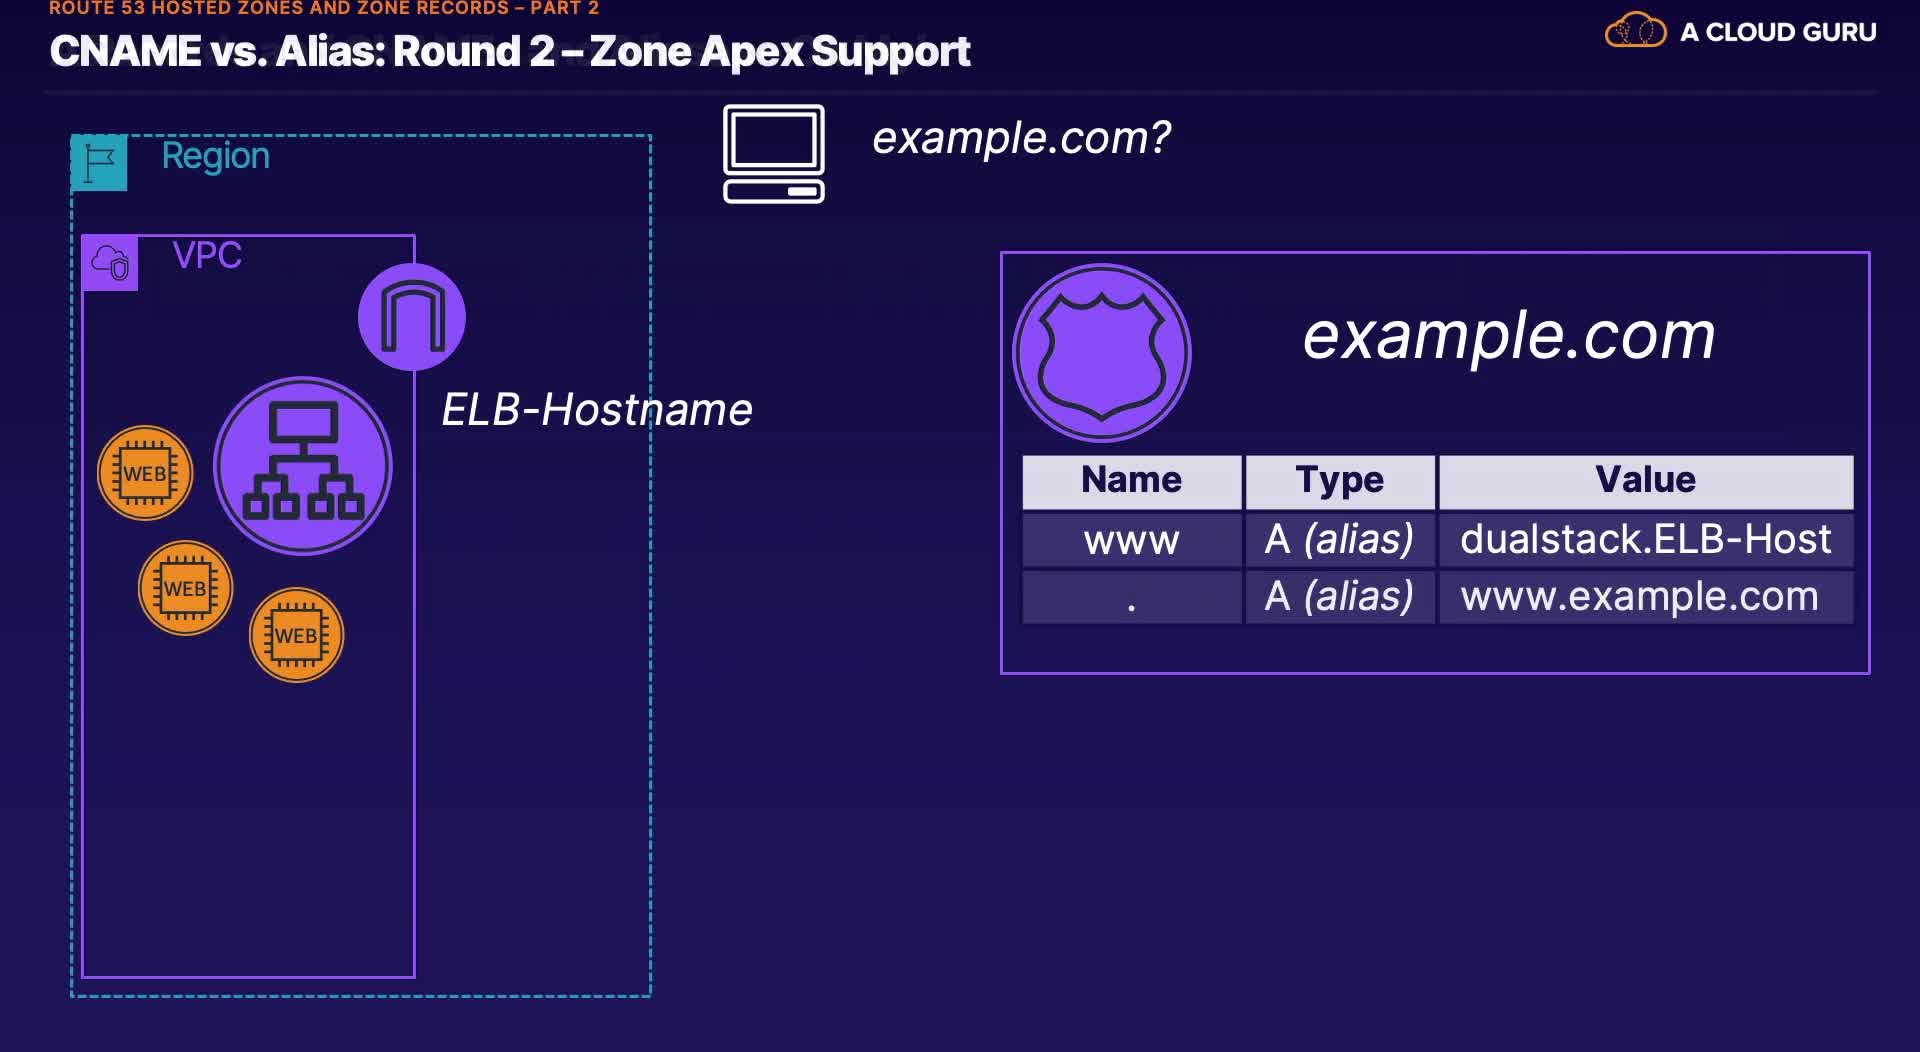 ROUTE 53 HOSTED ZONES AND ZONE RECORDS – PART 2
CNAME vs. Alias: Round 2 – Zone Apex Support
A CLOUD GURU
example.com?
Region
VPC
ELB-Hostname
WEB
WEB
WEB
example.com
Name Type Value
www A (alias) dualstack.ELB-Host
. A (alias) www.example.com